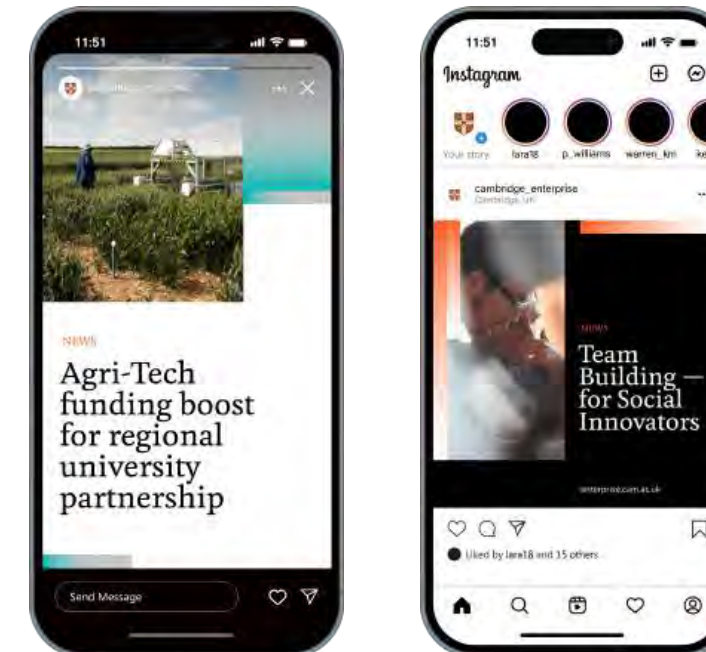 11:51
NEWS
Agri-Tech
funding boost
for regional
university
partnership
Send Message
11:51
Instagram
Your story
lara18
p_williams
warren_km
cambridge_enterprise
Cambridge, UK
NEWS
Team
Building —
for Social
Innovators
enterprise.cam.ac.uk
Liked by lara18 and 15 others